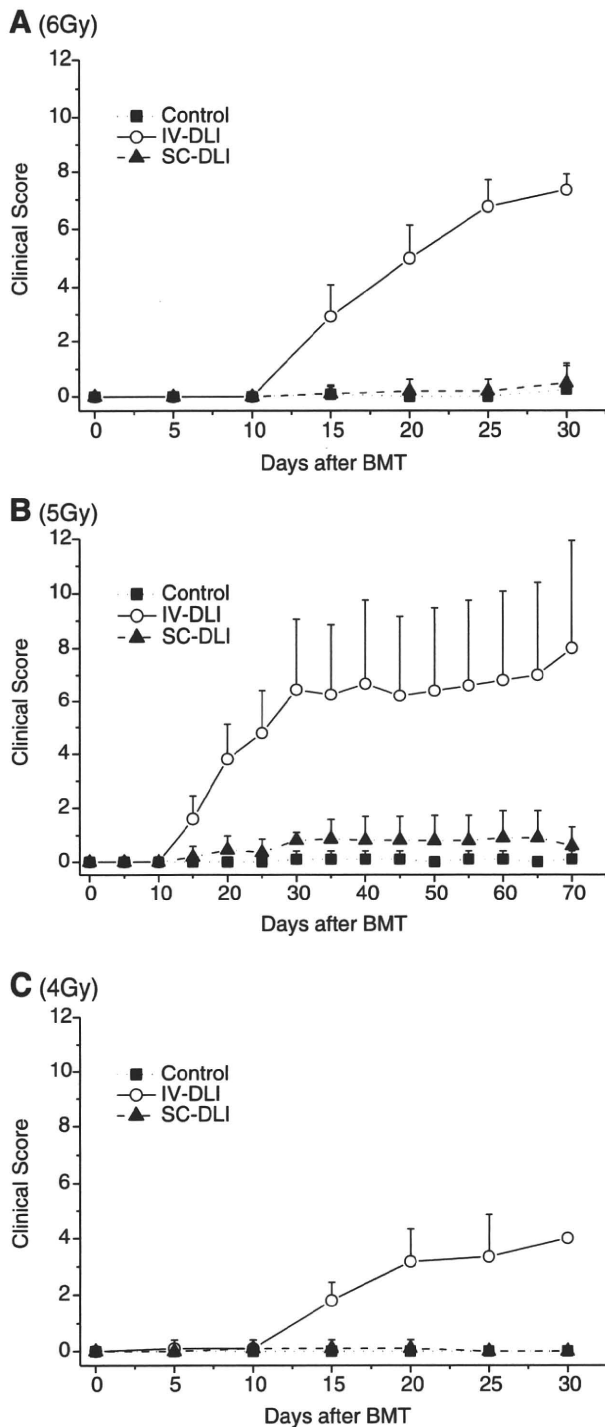 A (6Gy)
12
10
8
6
4
2
0
Clinical Score
Control
IV-DLI
SC-DLI
0 5 10 15 20 25 30
Days after BMT
B (5Gy)
12
10
8
6
4
2
0
Clinical Score
Control
IV-DLI
SC-DLI
0 10 20 30 40 50 60 70
Days after BMT
C (4Gy)
12
10
8
6
4
2
0
Clinical Score
Control
IV-DLI
SC-DLI
0 5 10 15 20 25 30
Days after BMT